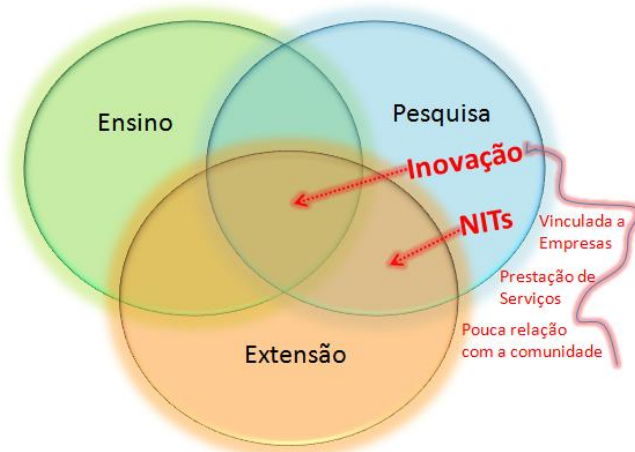 Ensino
Pesquisa
Inovação
NITs
Vinculada a
Empresas
Prestação de
Serviços
Pouca relação
com a comunidade
Extensão